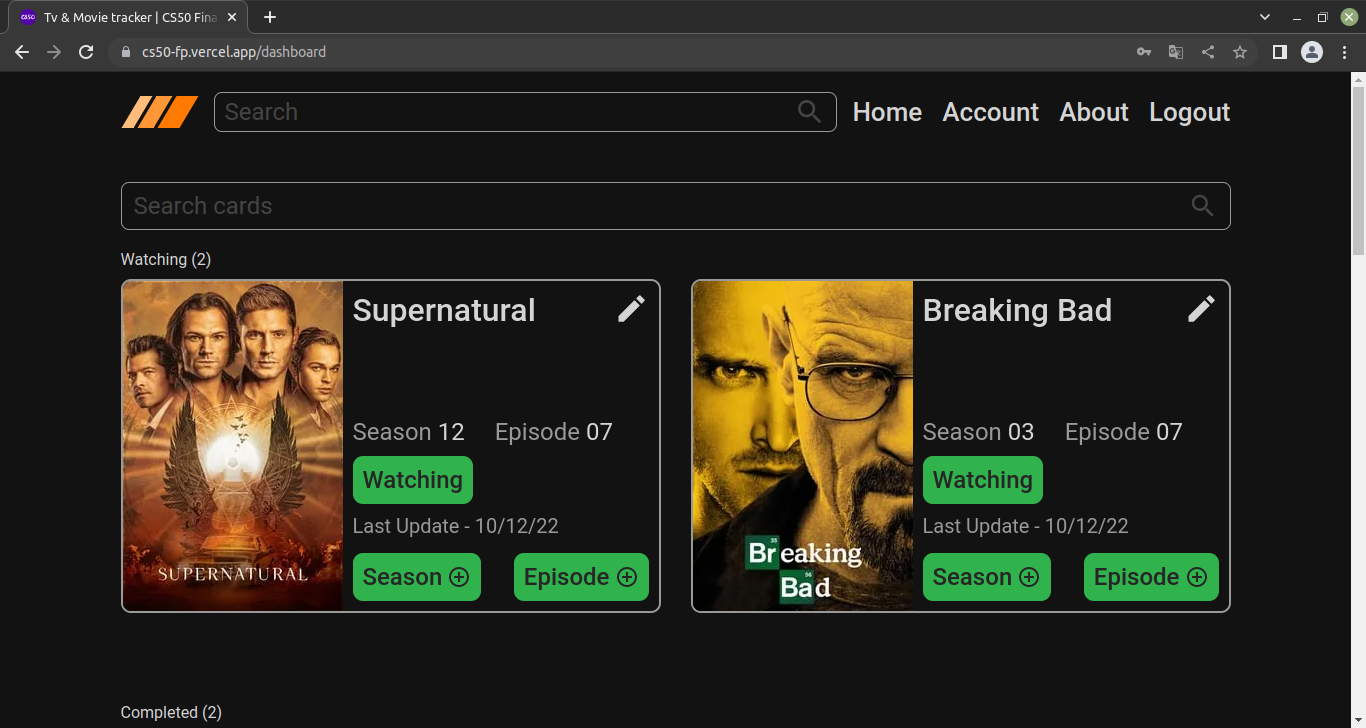 Tv & Movie tracker | CS50 Fina
cs50-fp.vercel.app/dashboard
Search
Home Account About Logout
Search cards
Watching (2)
Supernatural
Season 12 Episode 07
Watching
Last Update - 10/12/22
Season Episode
SUPERNATURAL
Breaking Bad
Season 03 Episode 07
Watching
Last Update - 10/12/22
Season Episode
35
Breaking
56
Bad
Completed (2)